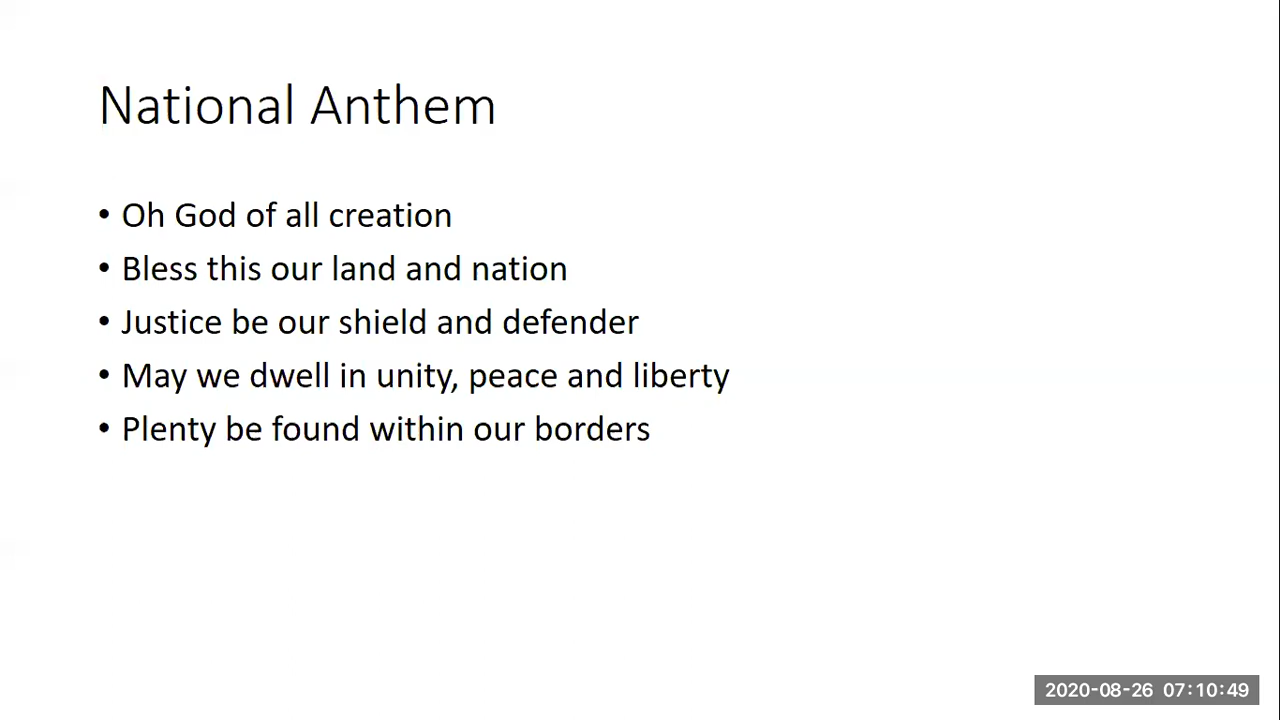 National Anthem
• Oh God of all creation
• Bless this our land and nation
• Justice be our shield and defender
• May we dwell in unity, peace and liberty
• Plenty be found within our borders
2020-08-26 07:10:49